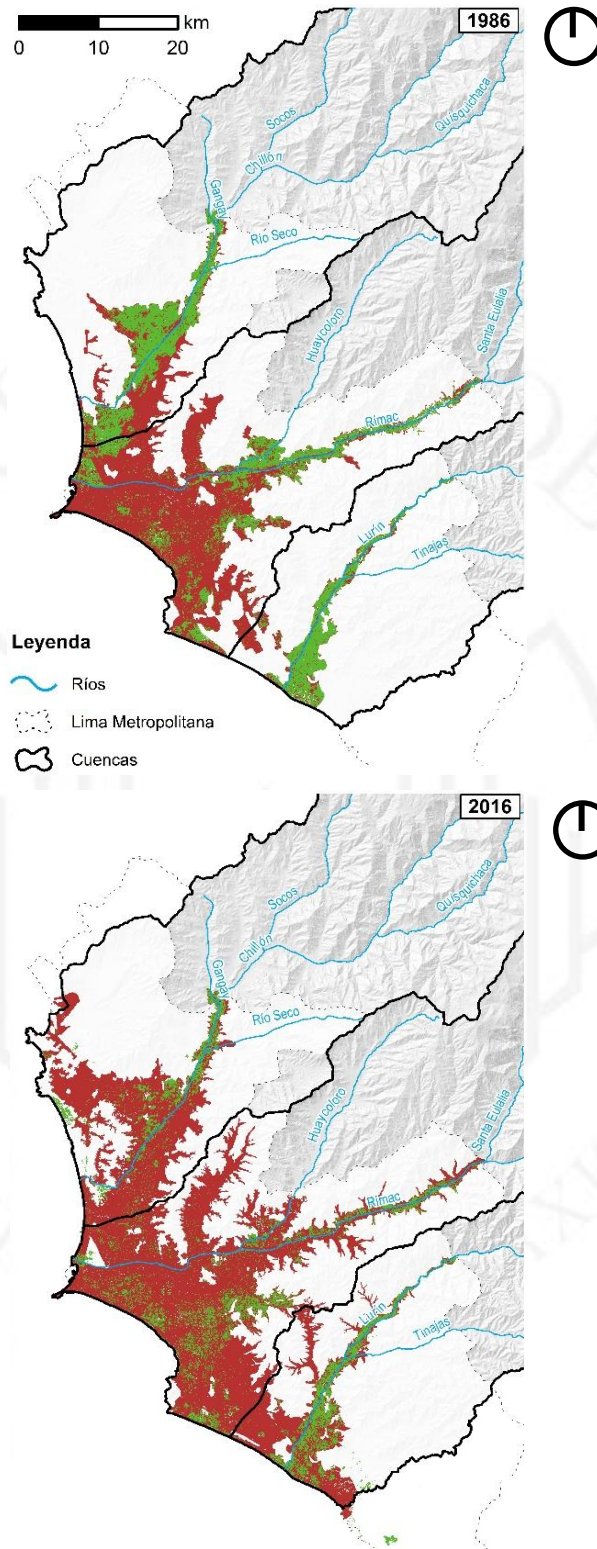 1986
km
0 10 20
Socos
Quisquichaca
Chillón
Gangay
Río Seco
Huaycoloro
Santa Eulalia
Rímac
Lurín
Tinajas
Leyenda
Ríos
Lima Metropolitana
Cuencas
2016
Socos
Quisquichaca
Chillón
Gangay
Río Seco
Huaycoloro
Santa Eulalia
Rímac
Lurín
Tinajas